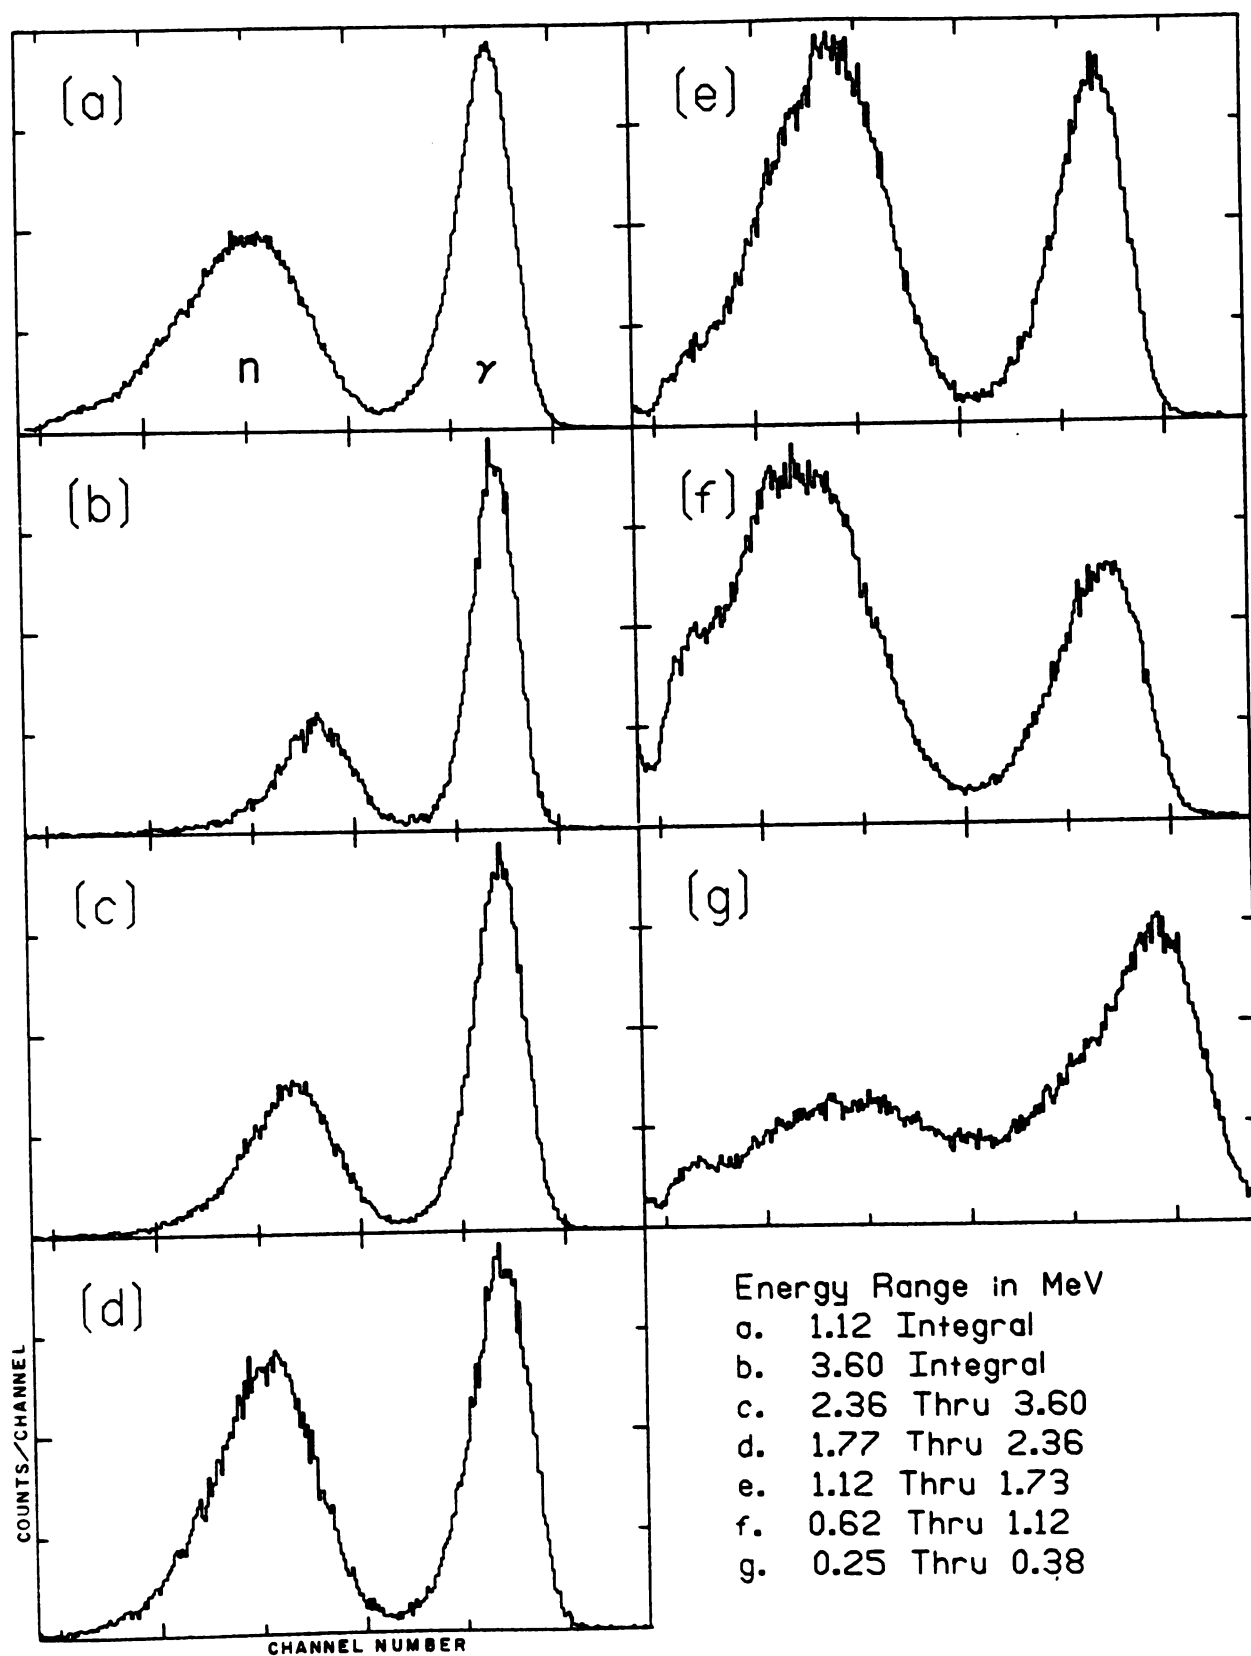 (a)
n
γ
(b)
(c)
(d)
(e)
(f)
(g)
COUNTS/CHANNEL
CHANNEL NUMBER
Energy Range in MeV
a. 1.12 Integral
b. 3.60 Integral
c. 2.36 Thru 3.60
d. 1.77 Thru 2.36
e. 1.12 Thru 1.73
f. 0.62 Thru 1.12
g. 0.25 Thru 0.38